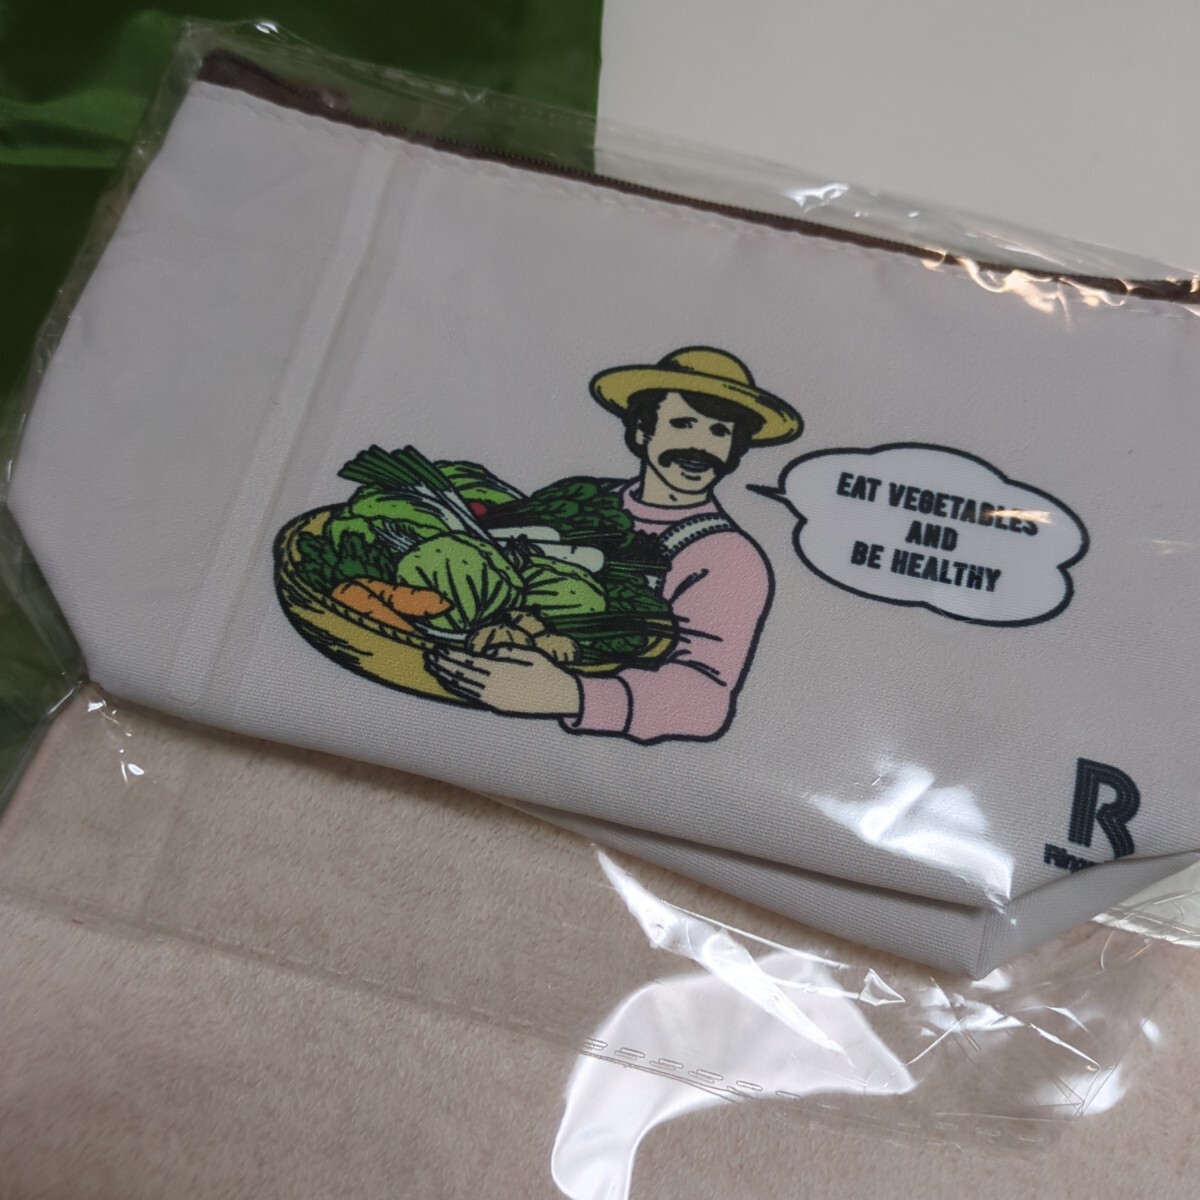 EAT VEGETABLES
AND
BE HEALTHY
R